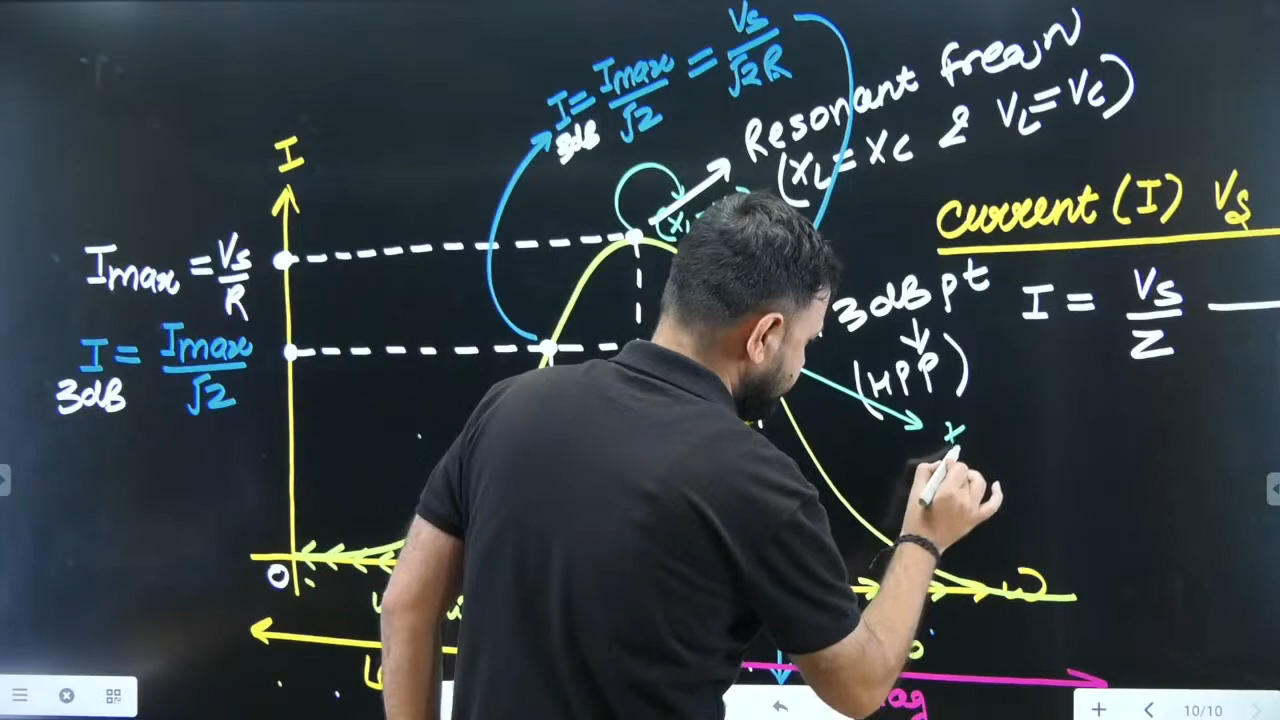 I 3dB = Imax/√2 = Vs/√2R
Resonant freqn
(XL = XC & VL = VC)
I
current (I) Vs
Imax = Vs/R
3dB pt
↓
(HPP)
I = Vs/Z
I 3dB = Imax/√2
0
ω
10/10